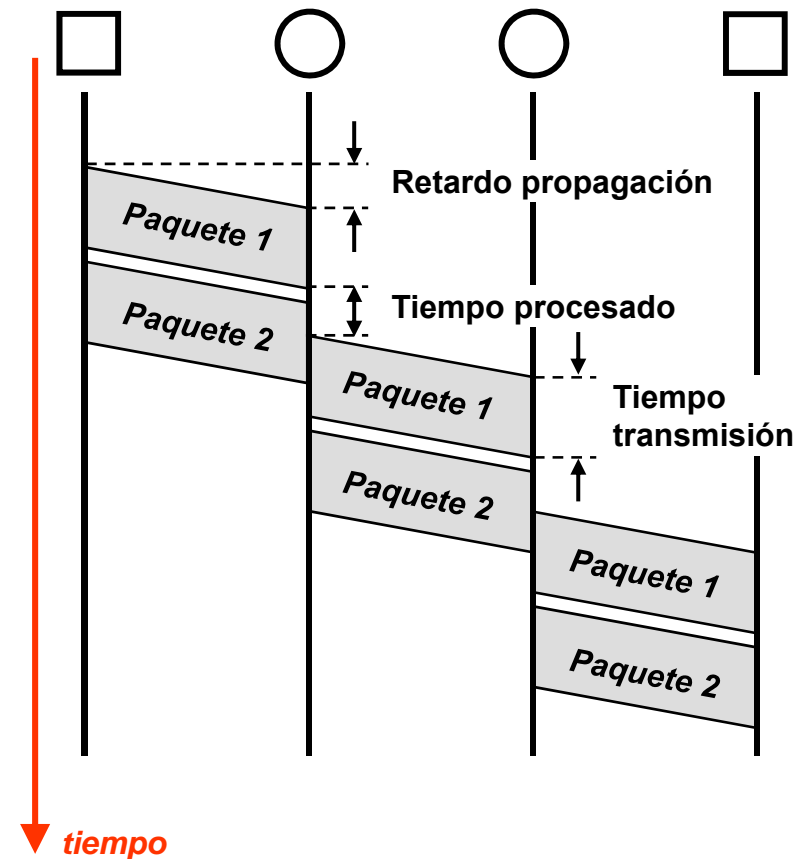 Retardo propagación
Paquete 1
Tiempo procesado
Paquete 2
Paquete 1
Tiempo
transmisión
Paquete 2
Paquete 1
Paquete 2
tiempo